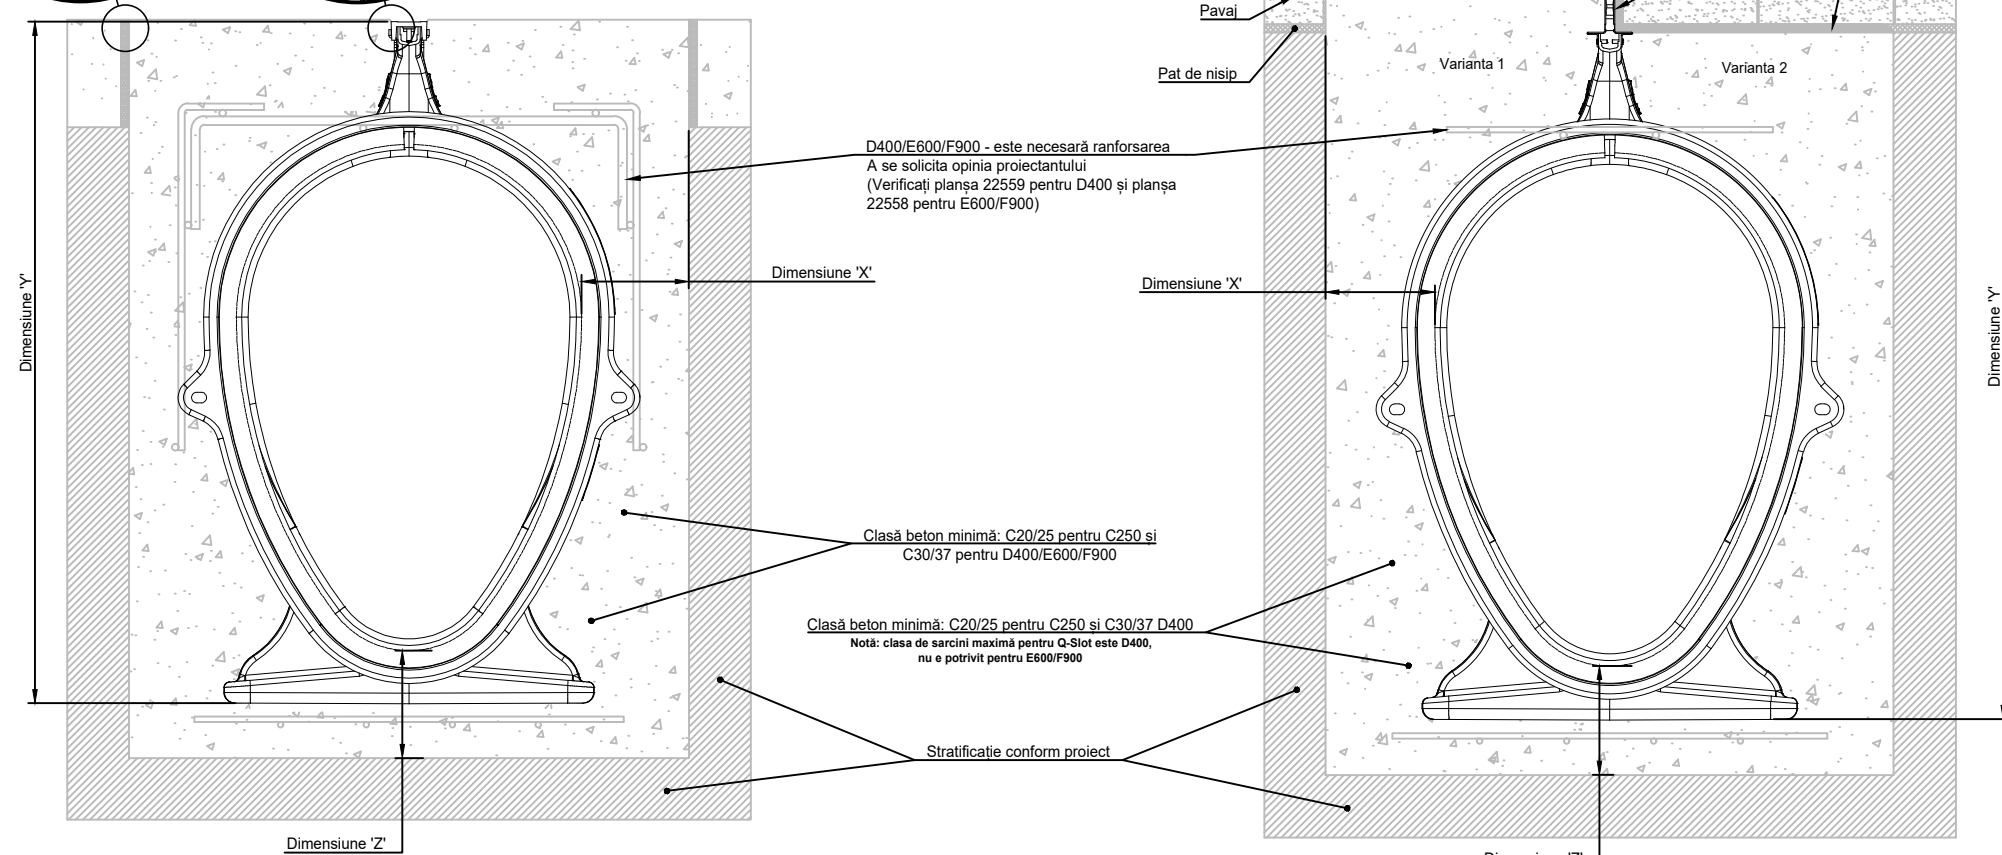 Pavaj
Pat de nisip
Varianta 1
Varianta 2
D400/E600/F900 - este necesară ranforsarea
A se solicita opinia proiectantului
(Verificați planșa 22559 pentru D400 și planșa
22558 pentru E600/F900)
Dimensiune 'Y'
Dimensiune 'X'
Dimensiune 'X'
Dimensiune 'Y'
Clasă beton minimă: C20/25 pentru C250 si
C30/37 pentru D400/E600/F900
Clasă beton minimă: C20/25 pentru C250 si C30/37 D400
Notă: clasa de sarcini maximă pentru Q-Slot este D400,
nu e potrivit pentru E600/F900
Stratificație conform proiect
Dimensiune 'Z'
Dimensiune 'Z'